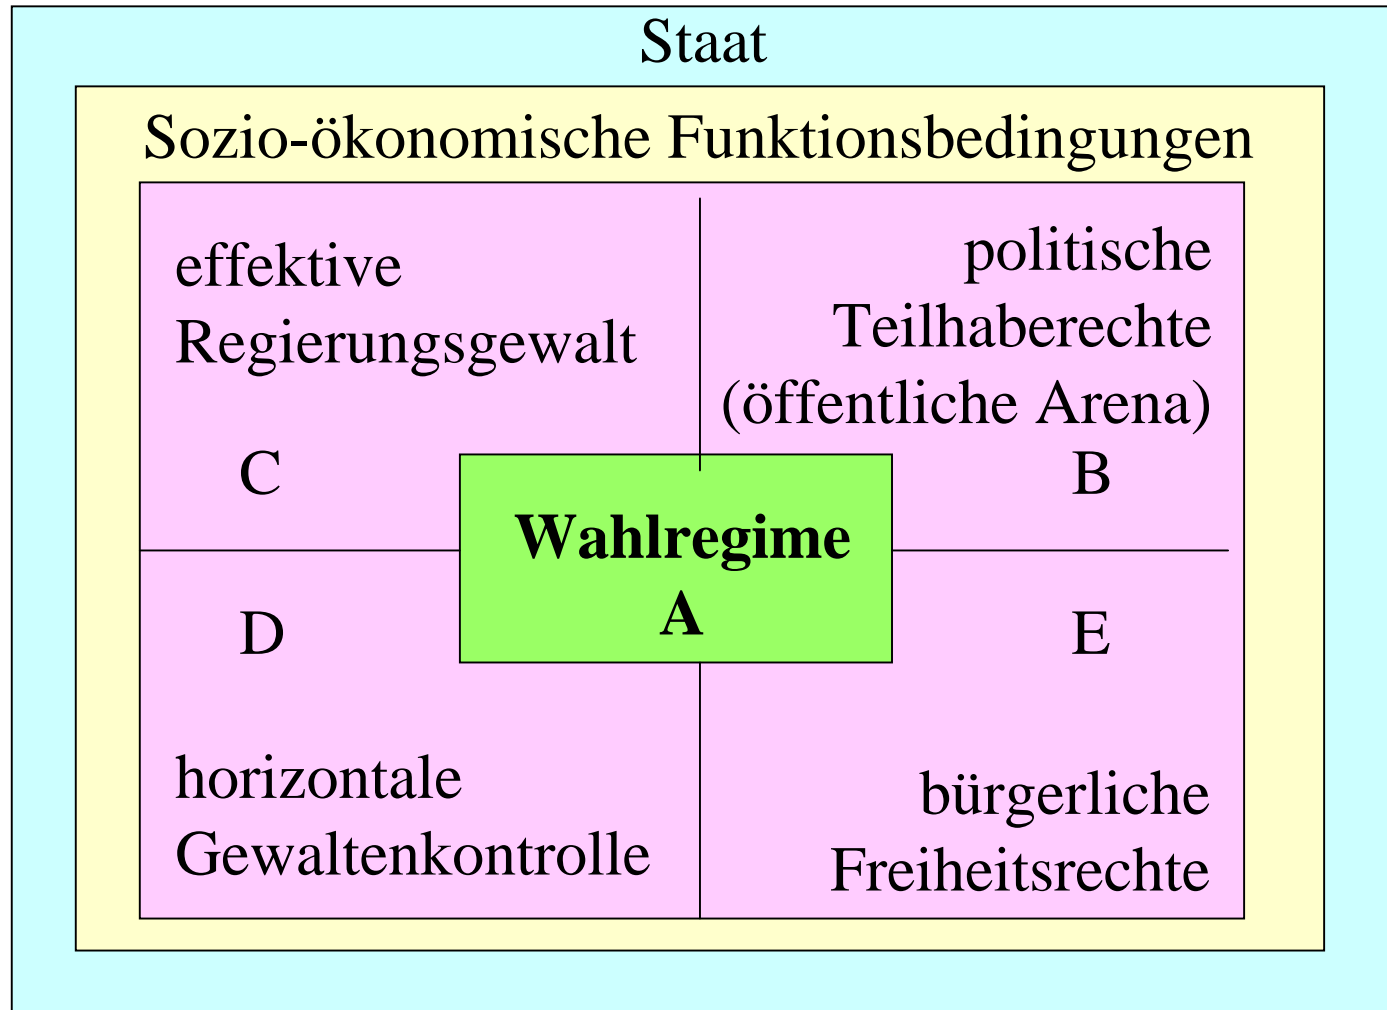 Staat
Sozio-ökonomische Funktionsbedingungen
effektive
Regierungsgewalt
C
politische
Teilhaberechte
(öffentliche Arena)
B
Wahlregime
A
D
horizontale
Gewaltenkontrolle
E
bürgerliche
Freiheitsrechte